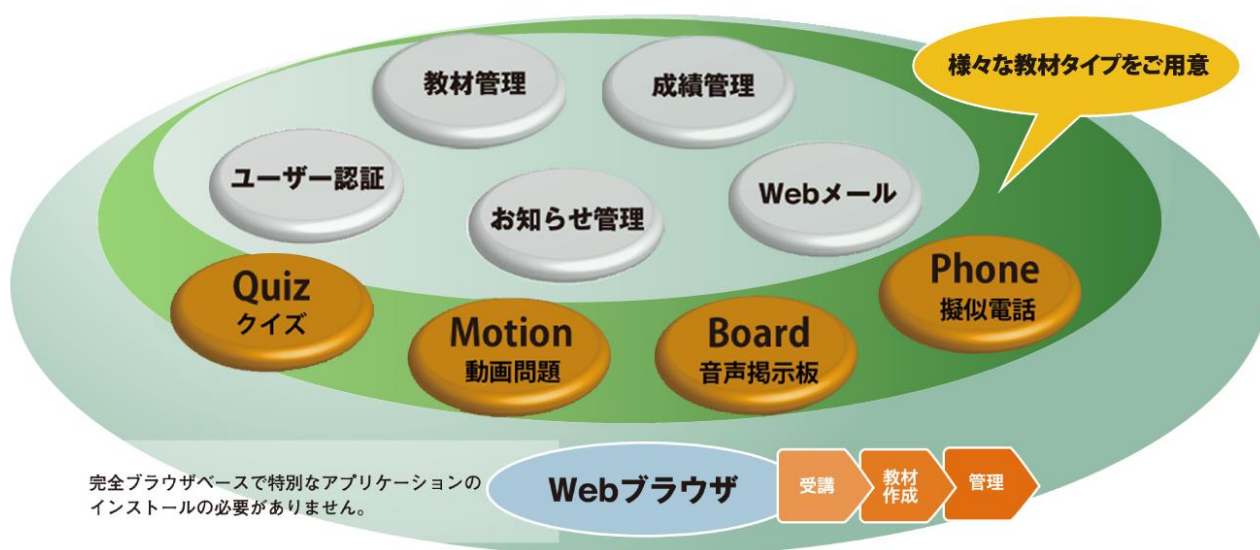 様々な教材タイプをご用意
教材管理
成績管理
ユーザー認証
お知らせ管理
Webメール
Quiz
クイズ
Motion
動画問題
Board
音声掲示板
Phone
擬似電話
完全ブラウザベースで特別なアプリケーションの
インストールの必要がありません。
Webブラウザ
受講
教材
作成
管理